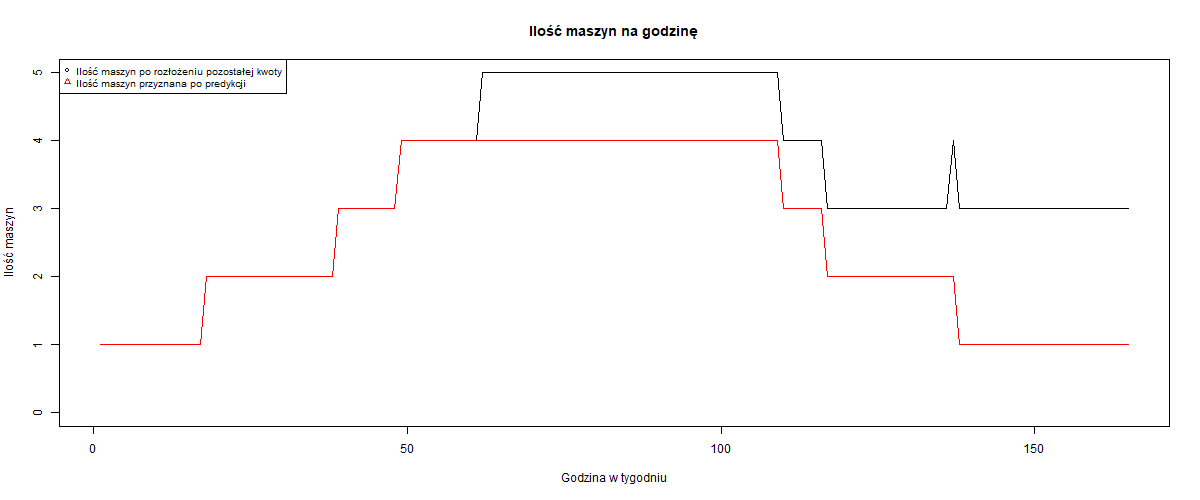 Ilość maszyn na godzinę
Ilość maszyn po rozłożeniu pozostałej kwoty
Ilość maszyn przyznana po predykcji
Ilość maszyn
5
4
3
2
1
0
0 50 100 150
Godzina w tygodniu